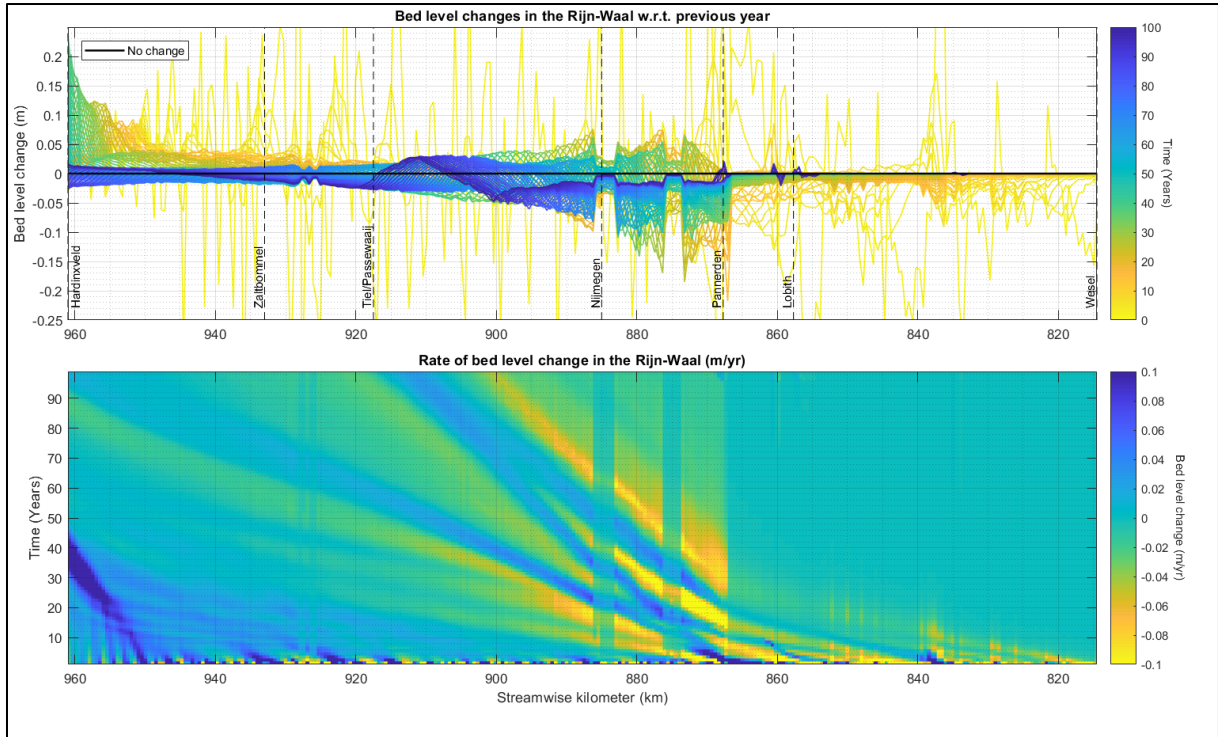 Bed level changes in the Rijn-Waal w.r.t. previous year
No change
Bed level change (m)
0.2
0.15
0.1
0.05
0
-0.05
-0.1
-0.15
-0.2
-0.25
Hardinxveld
Zaltbommel
Tiel/Passewaaij
Nijmegen
Pannerden
Lobith
Wesel
960 940 920 900 880 860 840 820
100
90
80
70
60
50
40
30
20
10
0
Time (Years)
Rate of bed level change in the Rijn-Waal (m/yr)
Time (Years)
90
80
70
60
50
40
30
20
10
960 940 920 900 880 860 840 820
Streamwise kilometer (km)
0.1
0.08
0.06
0.04
0.02
0
-0.02
-0.04
-0.06
-0.08
-0.1
Bed level change (m/yr)